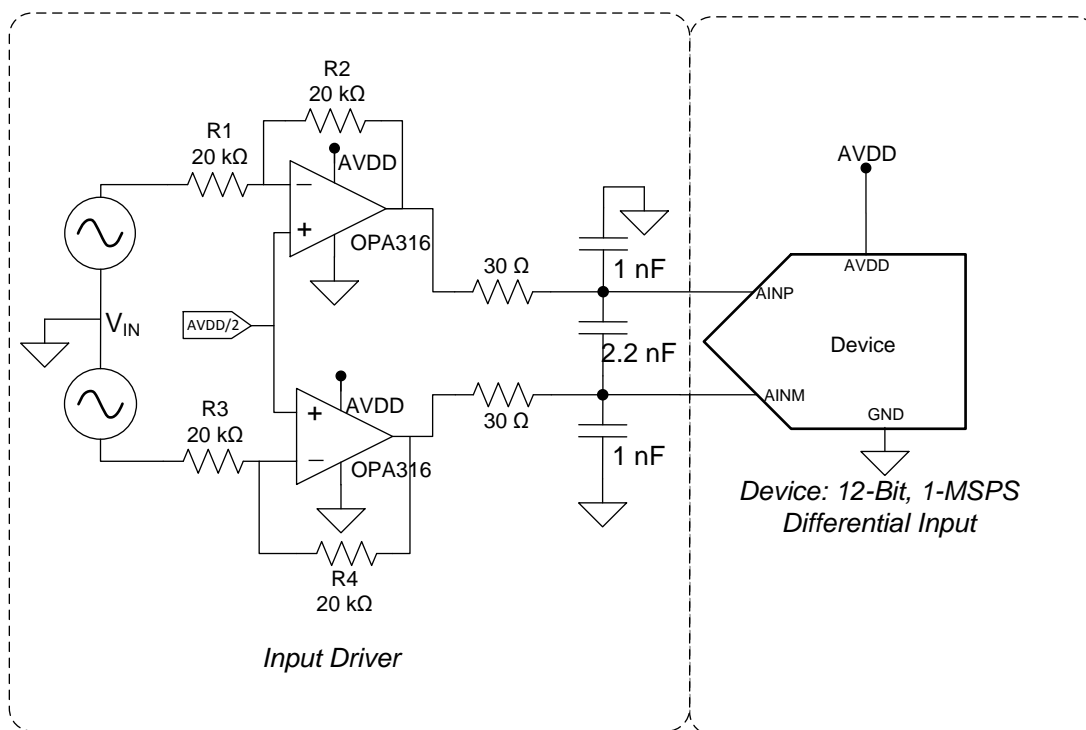 R2
20 kΩ
R1
20 kΩ
AVDD
−
+
OPA316
AVDD
1 nF
30 Ω
AVDD
AINP
VIN
AVDD/2
2.2 nF
Device
AVDD
30 Ω
AINM
R3
20 kΩ
+
−
OPA316
1 nF
GND
R4
20 kΩ
Device: 12-Bit, 1-MSPS
Differential Input
Input Driver